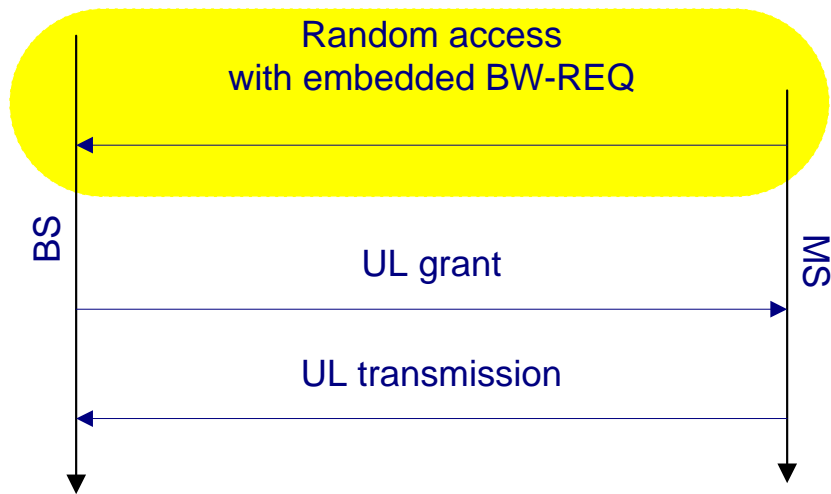 Random access
with embedded BW-REQ
BS
MS
UL grant
UL transmission